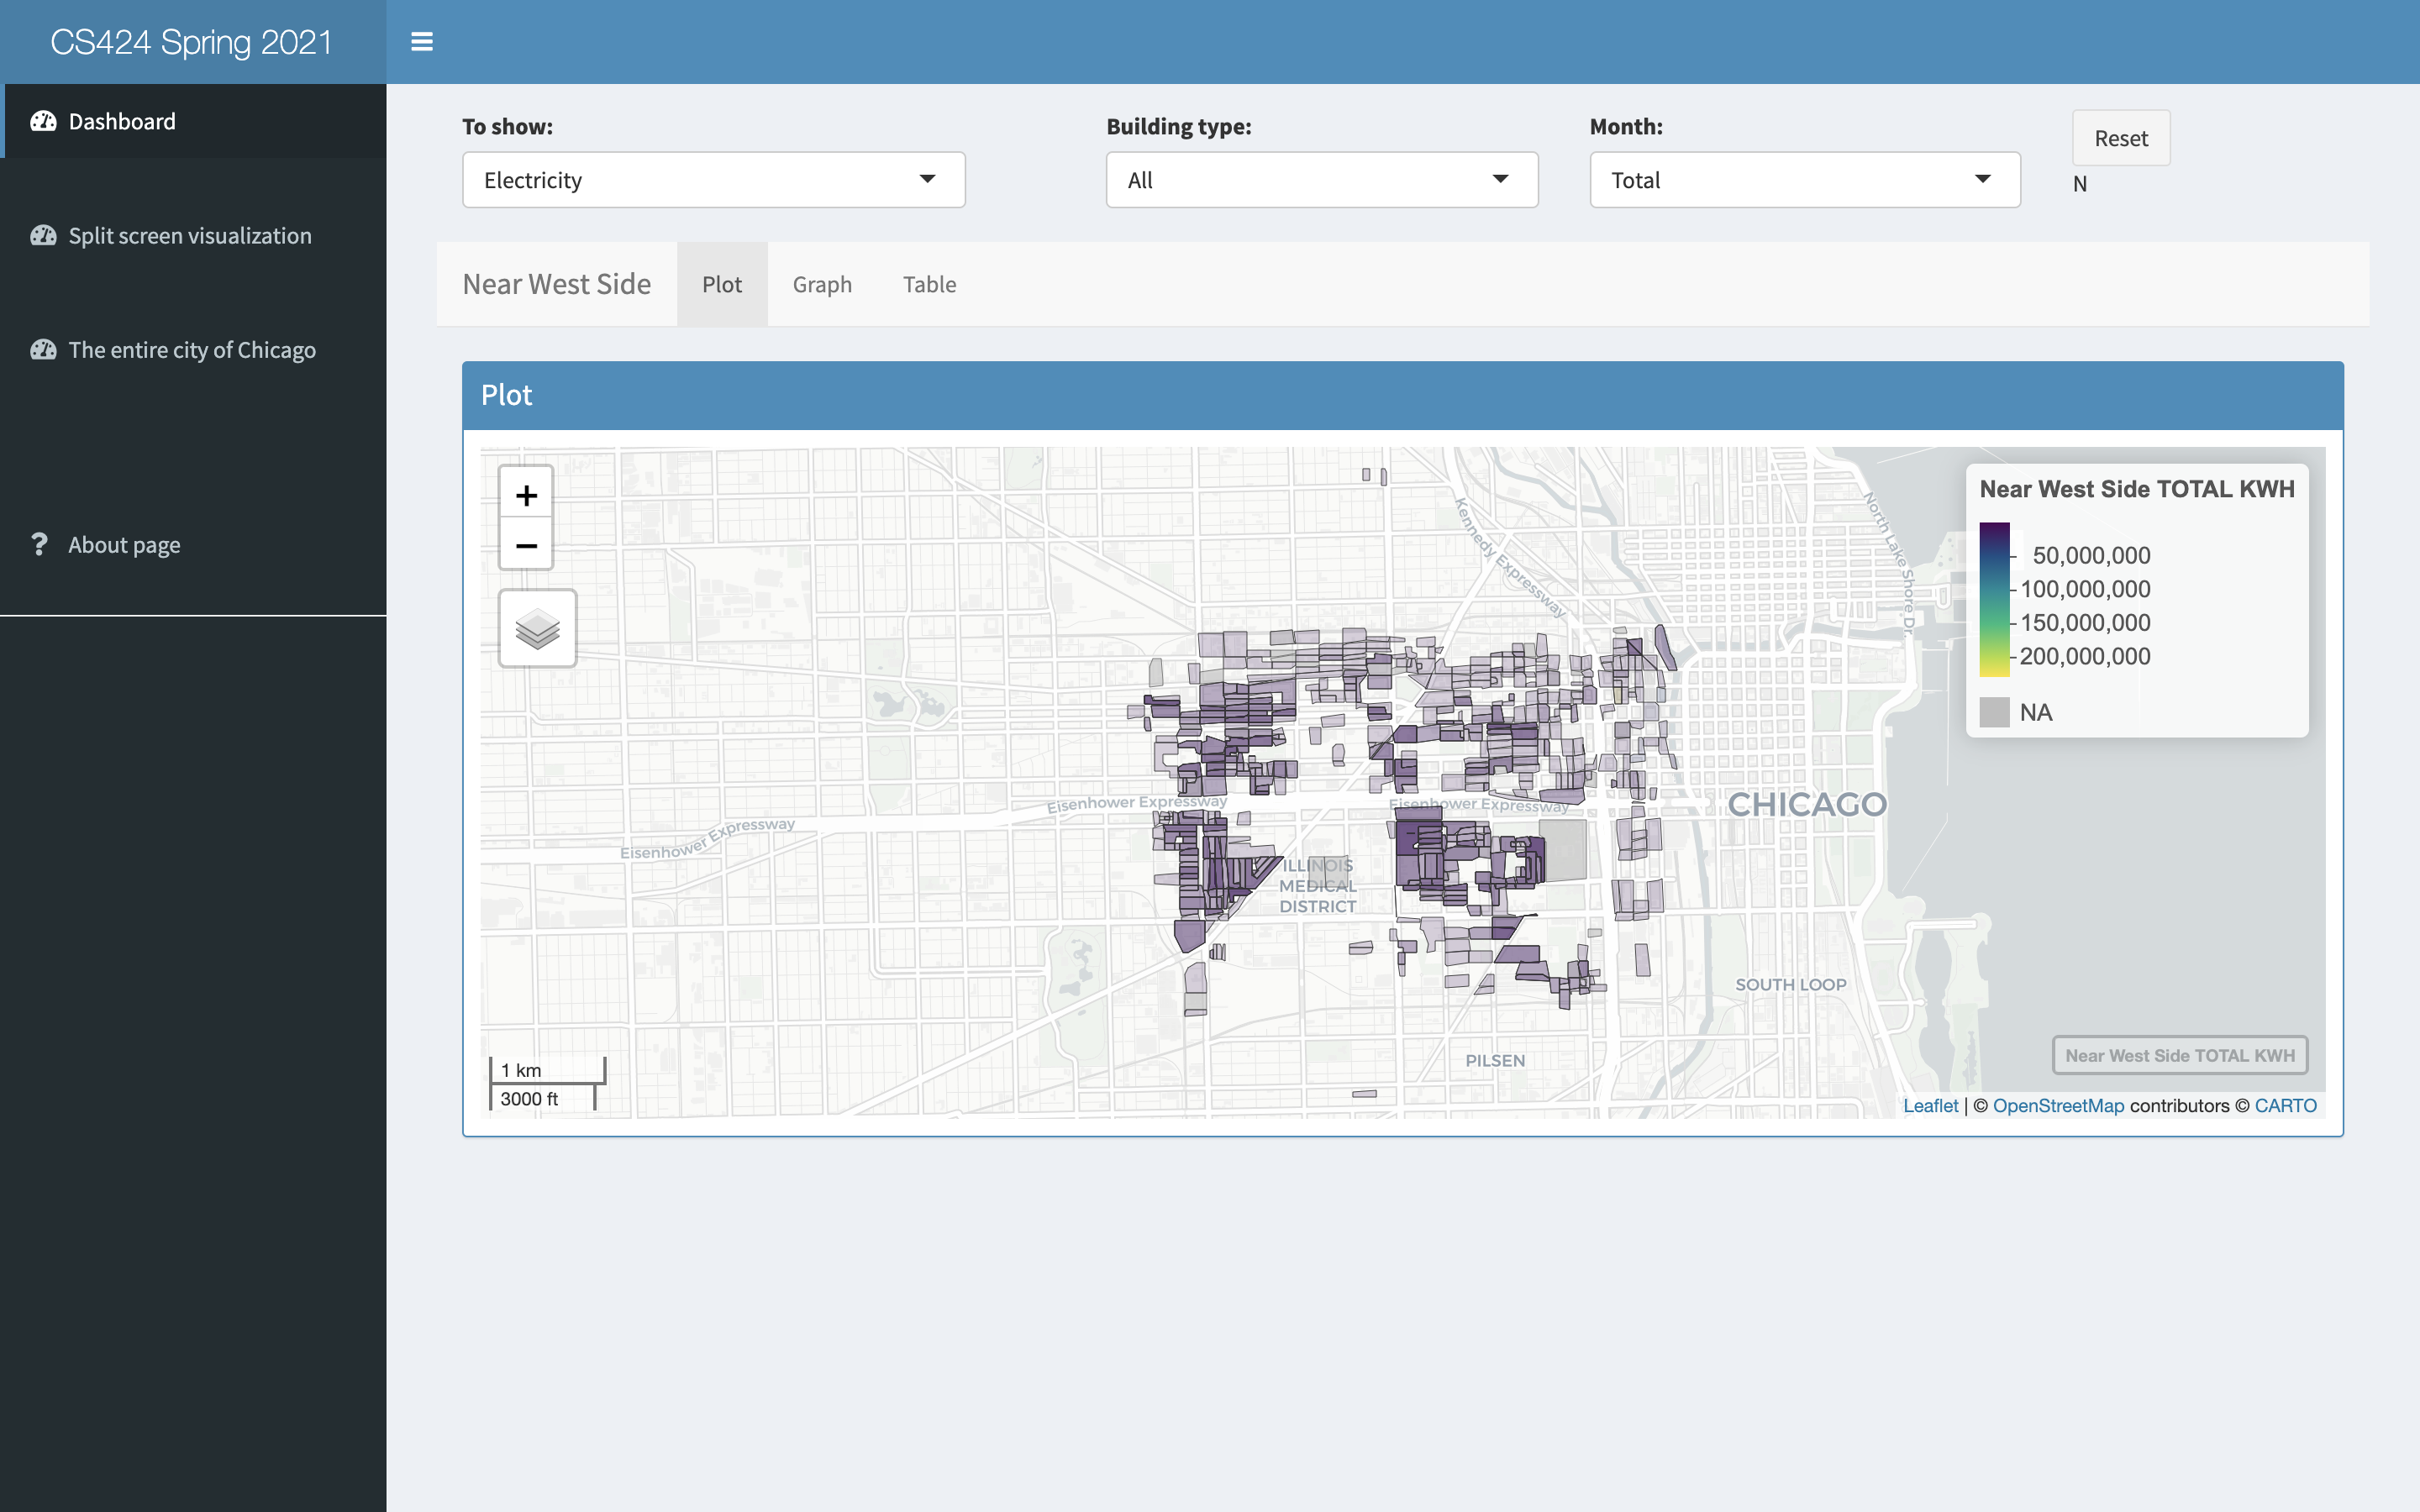 CS424 Spring 2021
Dashboard
Split screen visualization
The entire city of Chicago
About page
To show:
Electricity
Building type:
All
Month:
Total
Reset
N
Near West Side
Plot
Graph
Table
Plot
+
−
Kennedy Expressway
North Lake Shore Dr.
Near West Side TOTAL KWH
50,000,000
100,000,000
150,000,000
200,000,000
NA
Eisenhower Expressway
Eisenhower Expressway
Eisenhower Expressway
CHICAGO
ILLINOIS
MEDICAL
DISTRICT
SOUTH LOOP
PILSEN
1 km
3000 ft
Near West Side TOTAL KWH
Leaflet | © OpenStreetMap contributors © CARTO